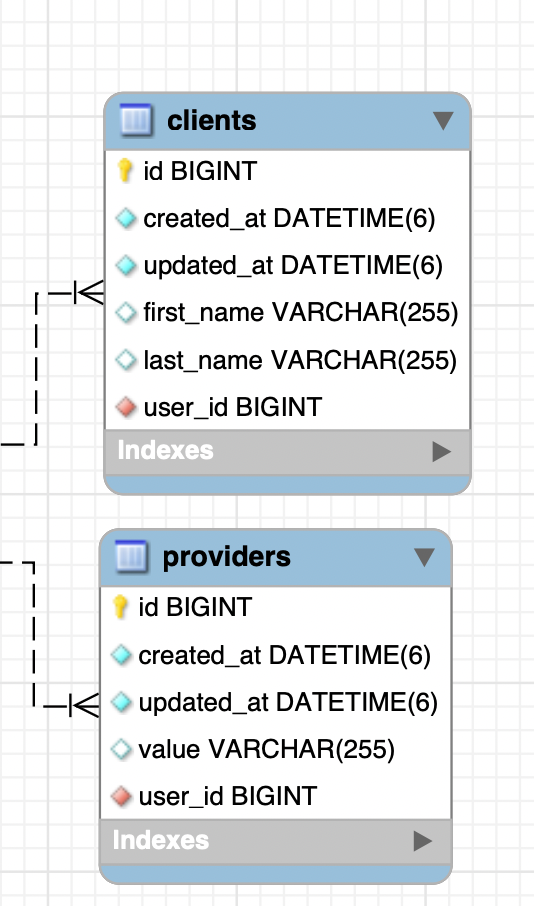 clients
id BIGINT
created_at DATETIME(6)
updated_at DATETIME(6)
first_name VARCHAR(255)
last_name VARCHAR(255)
user_id BIGINT
Indexes
providers
id BIGINT
created_at DATETIME(6)
updated_at DATETIME(6)
value VARCHAR(255)
user_id BIGINT
Indexes